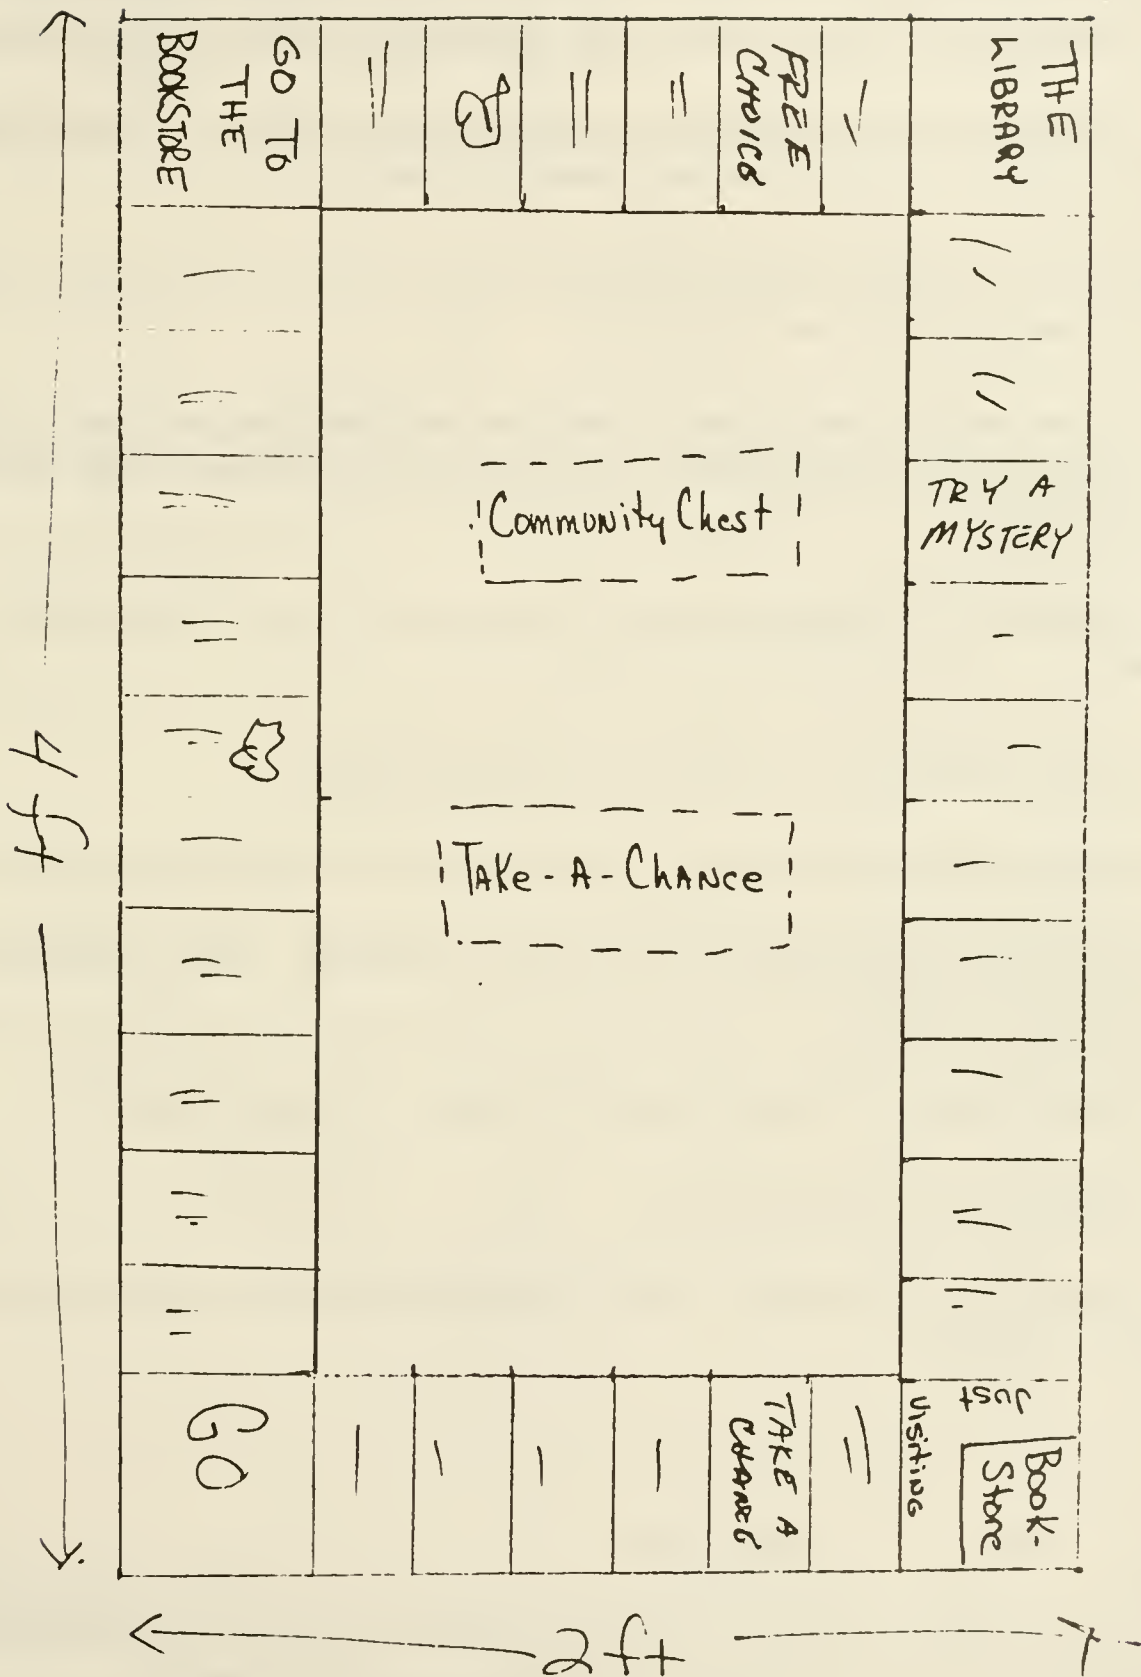 GO TO
THE
BOOKSTORE
FREE
CHOICE
THE
LIBRARY
TRY A
MYSTERY
Community Chest
TAKe-A-CHANCe
4 ft
GO
TAKE A
CHANCE
JUST
Visiting
Book-
Store
2 ft